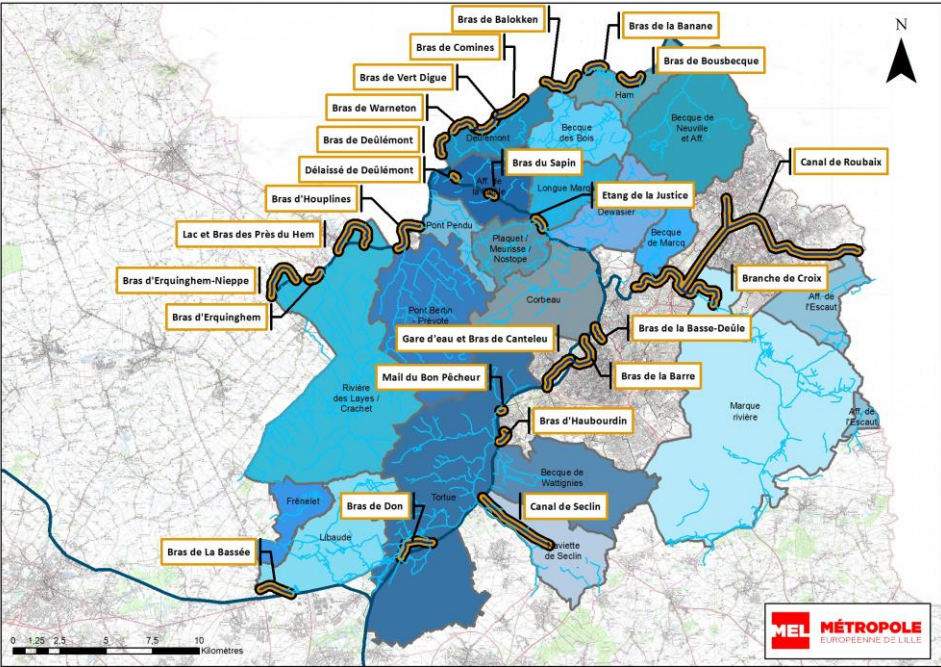 Bras de Balokken
Bras de la Banane
N
Bras de Comines
Bras de Bousbecque
Bras de Vert Digue
Ham
Bras de Warneton
Becque de
Neuville
et Aff.
Becque
des Bois
Deûlémont
Bras de Deûlémont
Bras du Sapin
Canal de Roubaix
Délaissé de Deûlémont
Aff. de
Longue Marque
Etang de la Justice
Bras d'Houplines
Dewasier
Pont Pendu
Lac et Bras des Près du Hem
Plaquet /
Meurisse /
Nostope
Becque
de Marcq
Bras d'Erquinghem-Nieppe
Branche de Croix
Corbeau
Aff. de
l'Escaut
Bras d'Erquinghem
Pont Bertin
- Prévôté
Bras de la Basse-Deûle
Gare d'eau et Bras de Canteleu
Mail du Bon Pêcheur
Bras de la Barre
Rivière
des Layes /
Crachet
Marque
rivière
Bras d'Haubourdin
Aff. de
l'Escaut
Becque de
Wattignies
Frênelet
Tortue
Bras de Don
Canal de Seclin
Libaude
Naviette
de Seclin
Bras de La Bassée
0 1.25 2.5 5 7.5 10
Kilomètres
MEL MÉTROPOLE
EUROPÉENNE DE LILLE